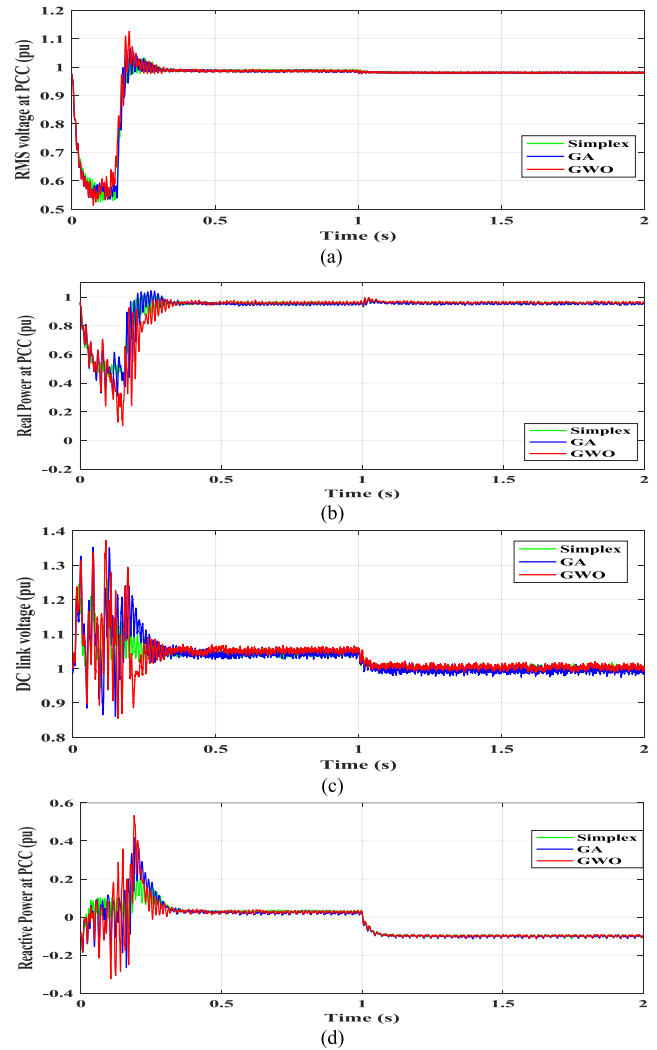 1.2
1.1
1
0.9
0.8
0.7
0.6
0.5
RMS voltage at PCC (pu)
Simplex
GA
GWO
0 0.5 1 1.5 2
Time (s)
(a)
1
0.8
0.6
0.4
0.2
0
-0.2
Real Power at PCC (pu)
Simplex
GA
GWO
0 0.5 1 1.5 2
Time (s)
(b)
1.4
1.3
1.2
1.1
1
0.9
0.8
DC link voltage (pu)
Simplex
GA
GWO
0 0.5 1 1.5 2
Time (s)
(c)
0.6
0.4
0.2
0
-0.2
-0.4
Reactive Power at PCC (pu)
Simplex
GA
GWO
0 0.5 1 1.5 2
Time (s)
(d)